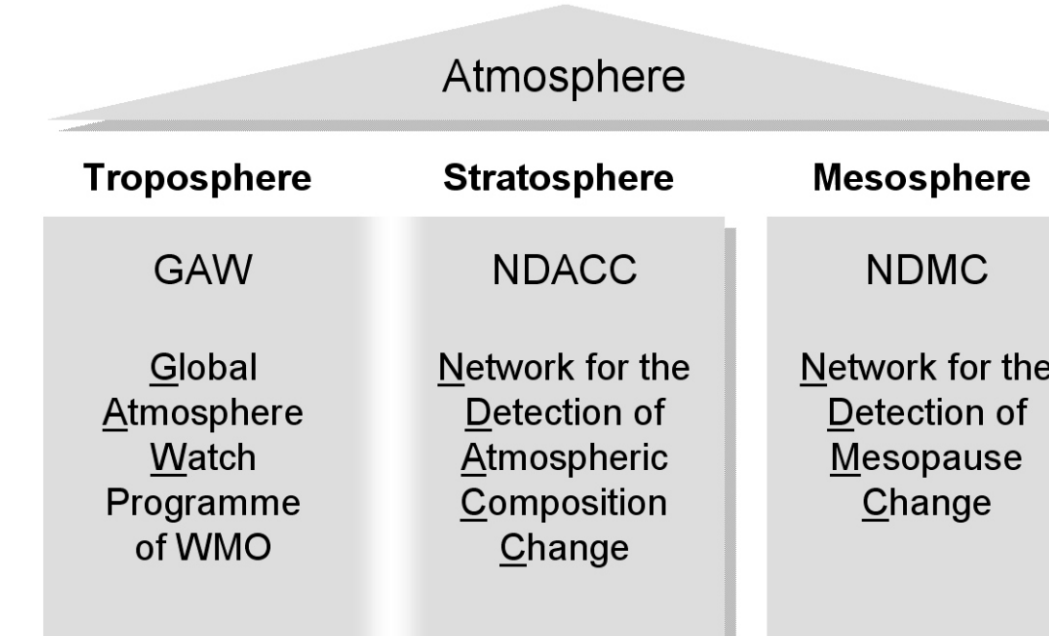 Atmosphere
Troposphere
GAW
Global
Atmosphere
Watch
Programme
of WMO
Stratosphere
NDACC
Network for the
Detection of
Atmospheric
Composition
Change
Mesosphere
NDMC
Network for the
Detection of
Mesopause
Change